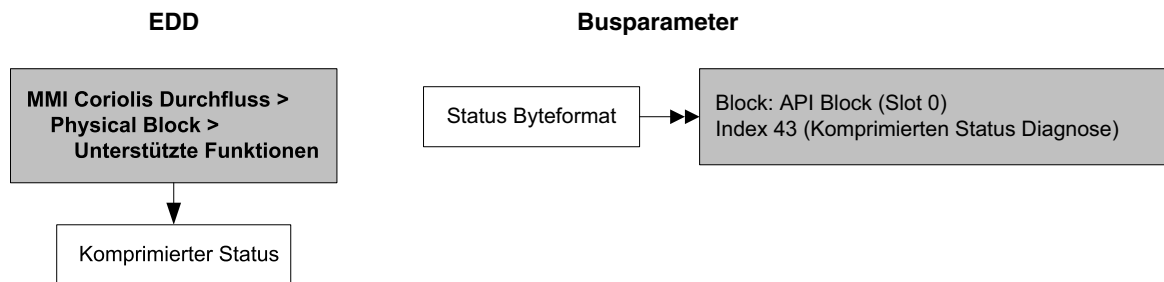 EDD
MMI Coriolis Durchfluss >
Physical Block >
Unterstützte Funktionen
Komprimierter Status
Busparameter
Status Byteformat
Block: API Block (Slot 0)
Index 43 (Komprimierten Status Diagnose)